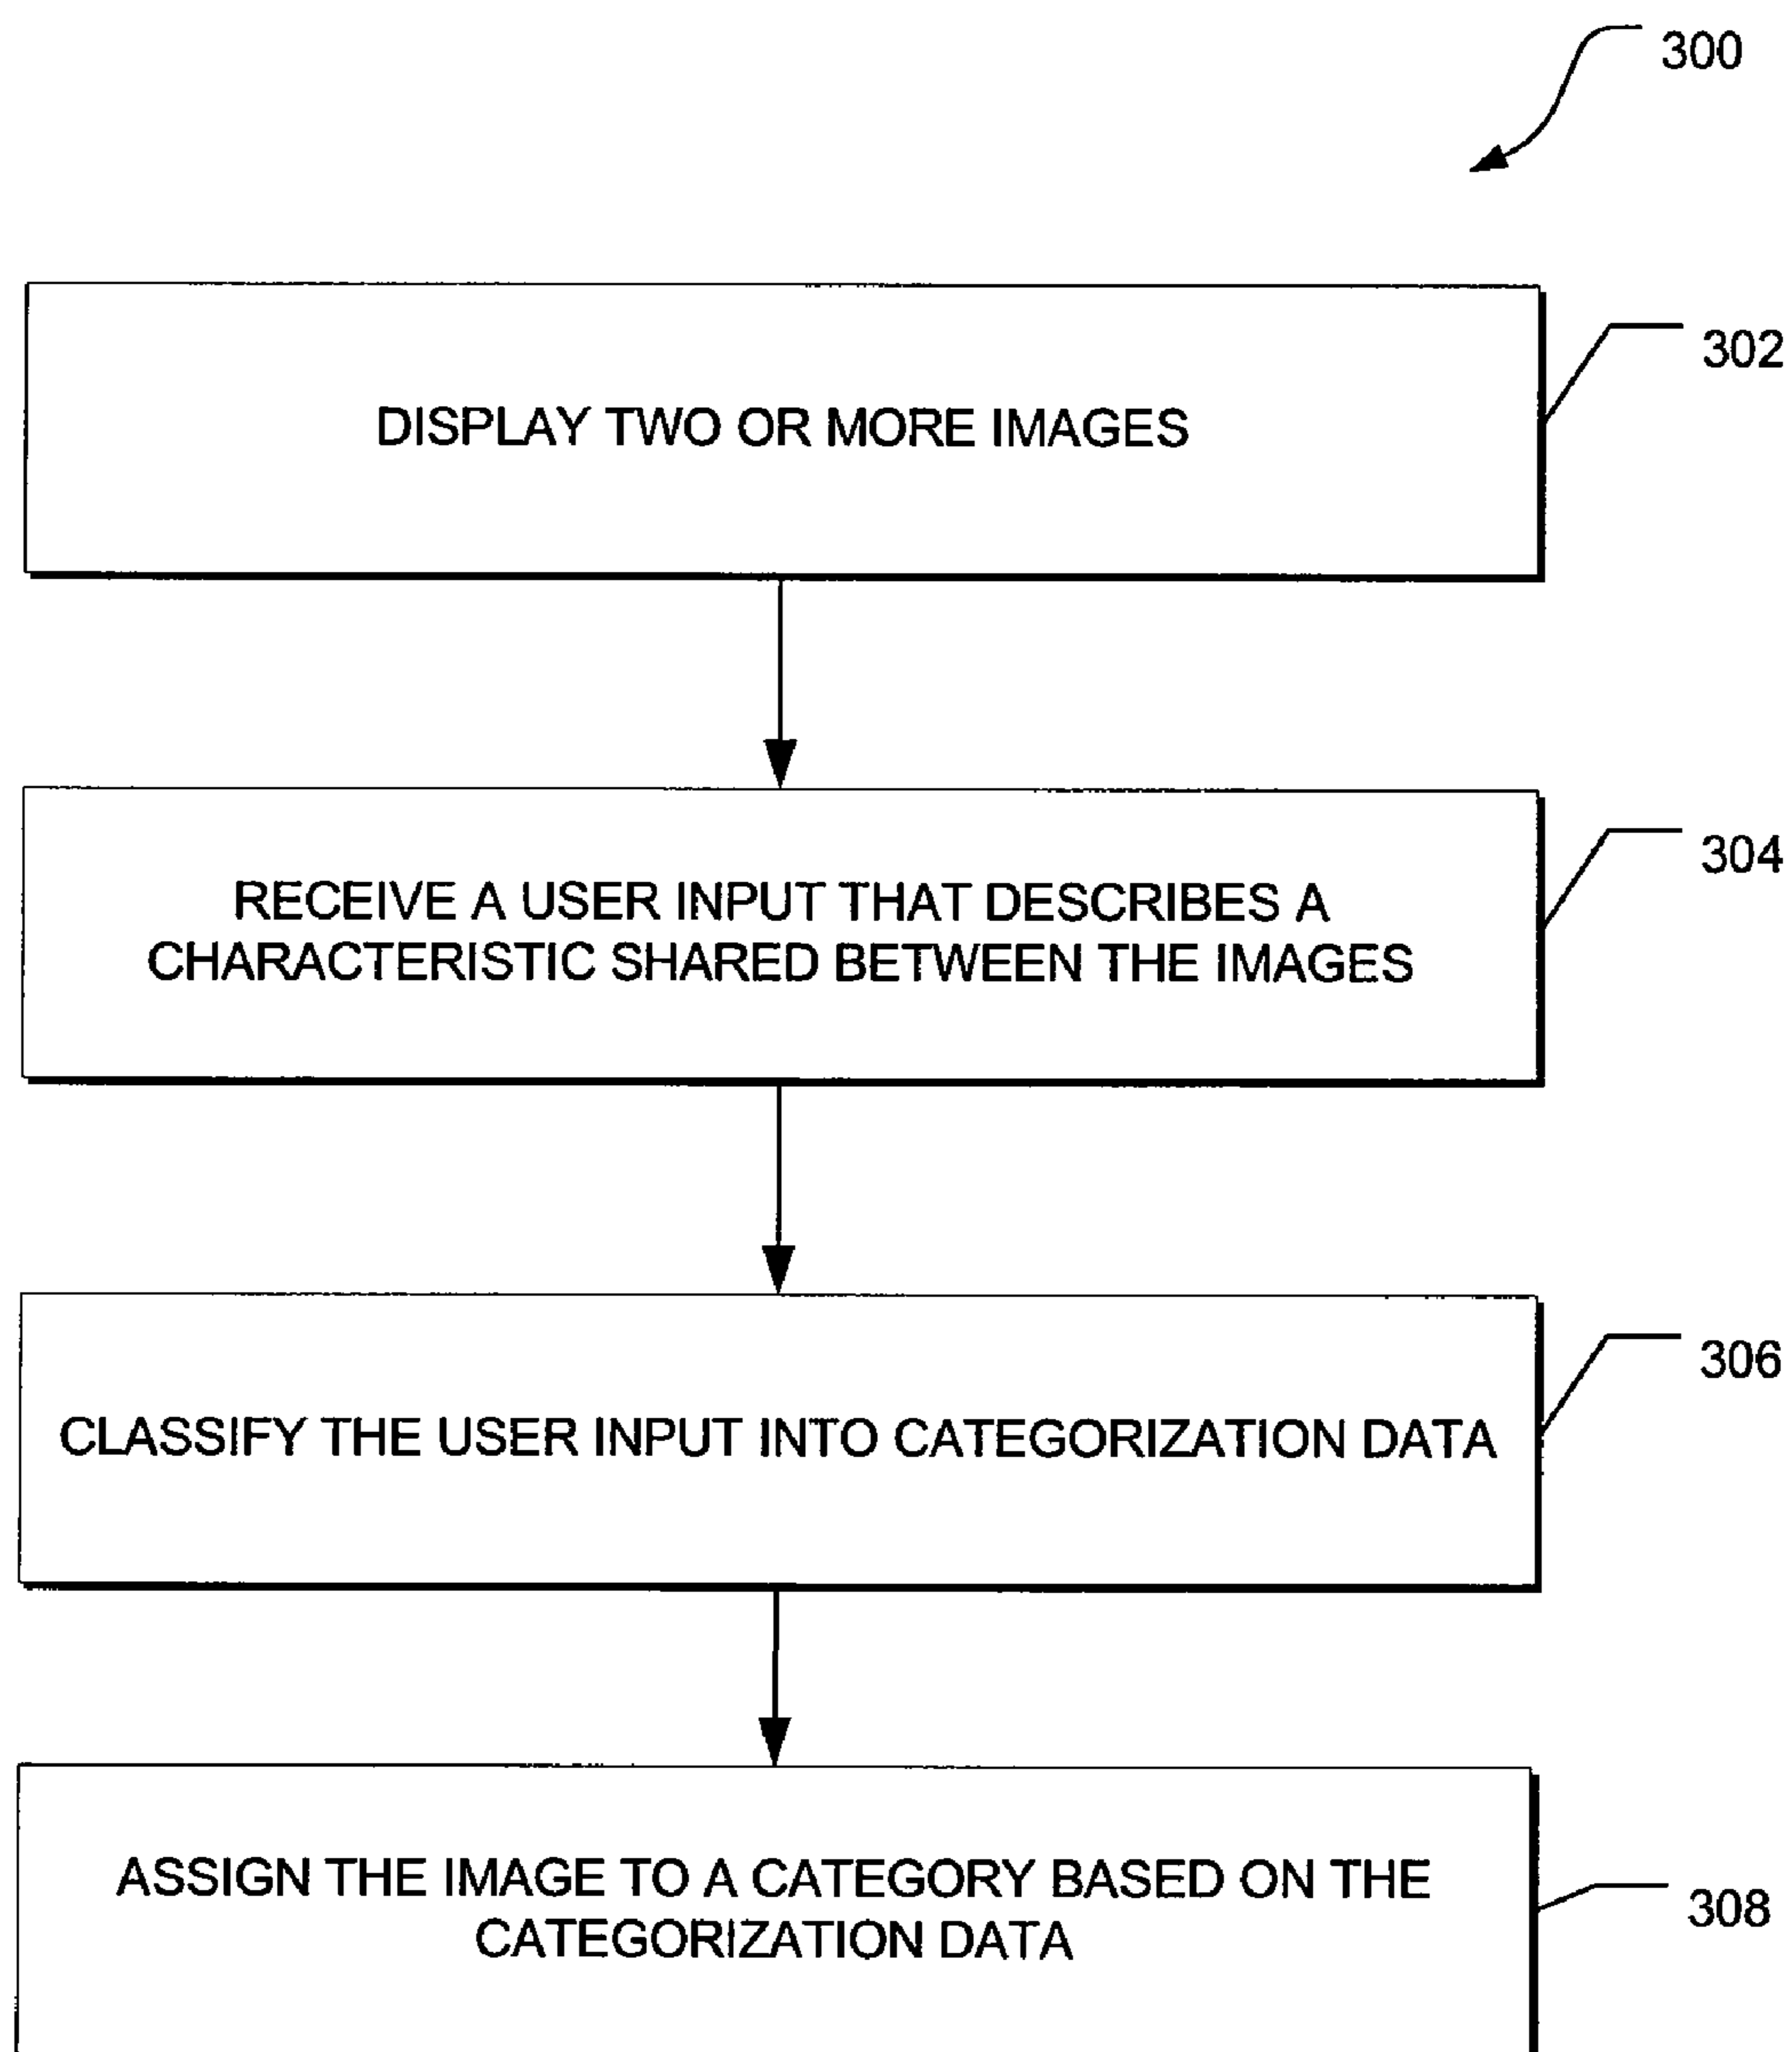 300
302
DISPLAY TWO OR MORE IMAGES
304
RECEIVE A USER INPUT THAT DESCRIBES A
CHARACTERISTIC SHARED BETWEEN THE IMAGES
306
CLASSIFY THE USER INPUT INTO CATEGORIZATION DATA
ASSIGN THE IMAGE TO A CATEGORY BASED ON THE
308
CATEGORIZATION DATA